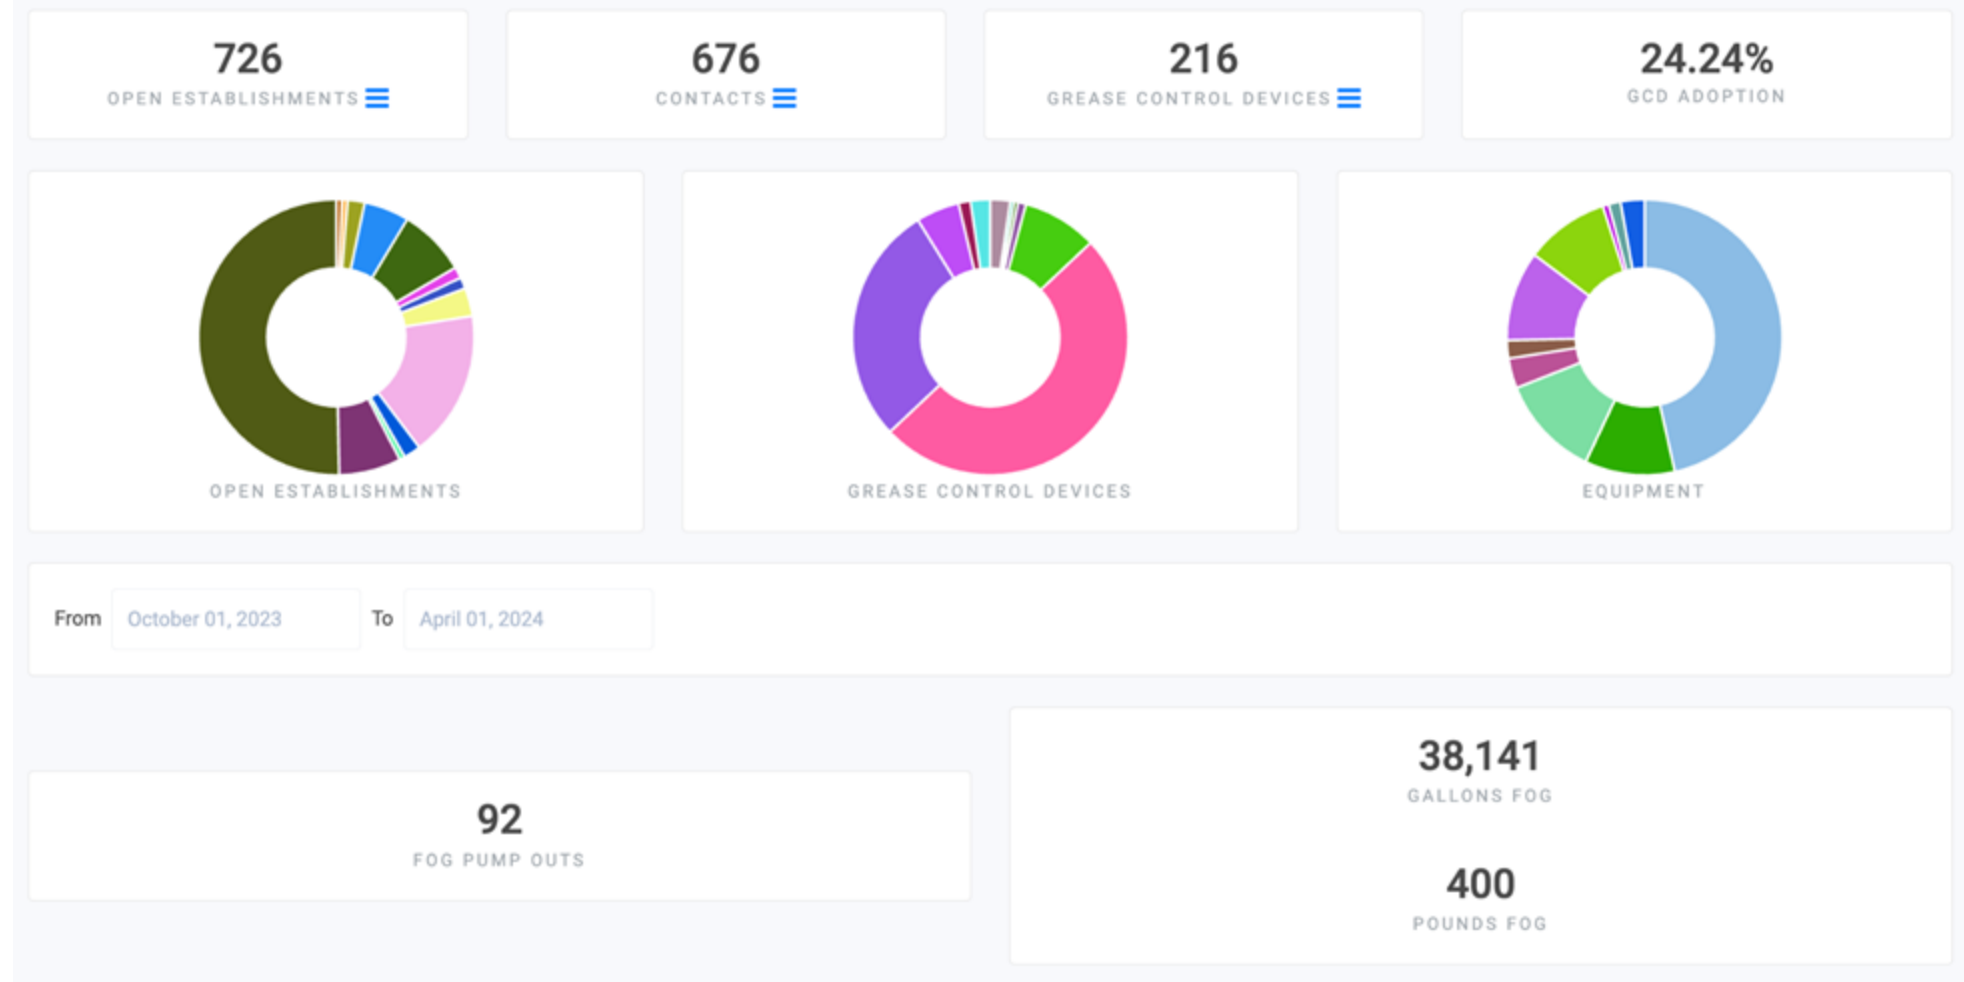 726
OPEN ESTABLISHMENTS
676
CONTACTS
216
GREASE CONTROL DEVICES
24.24%
GCD ADOPTION
OPEN ESTABLISHMENTS
GREASE CONTROL DEVICES
EQUIPMENT
From October 01, 2023 To April 01, 2024
92
FOG PUMP OUTS
38,141
GALLONS FOG
400
POUNDS FOG